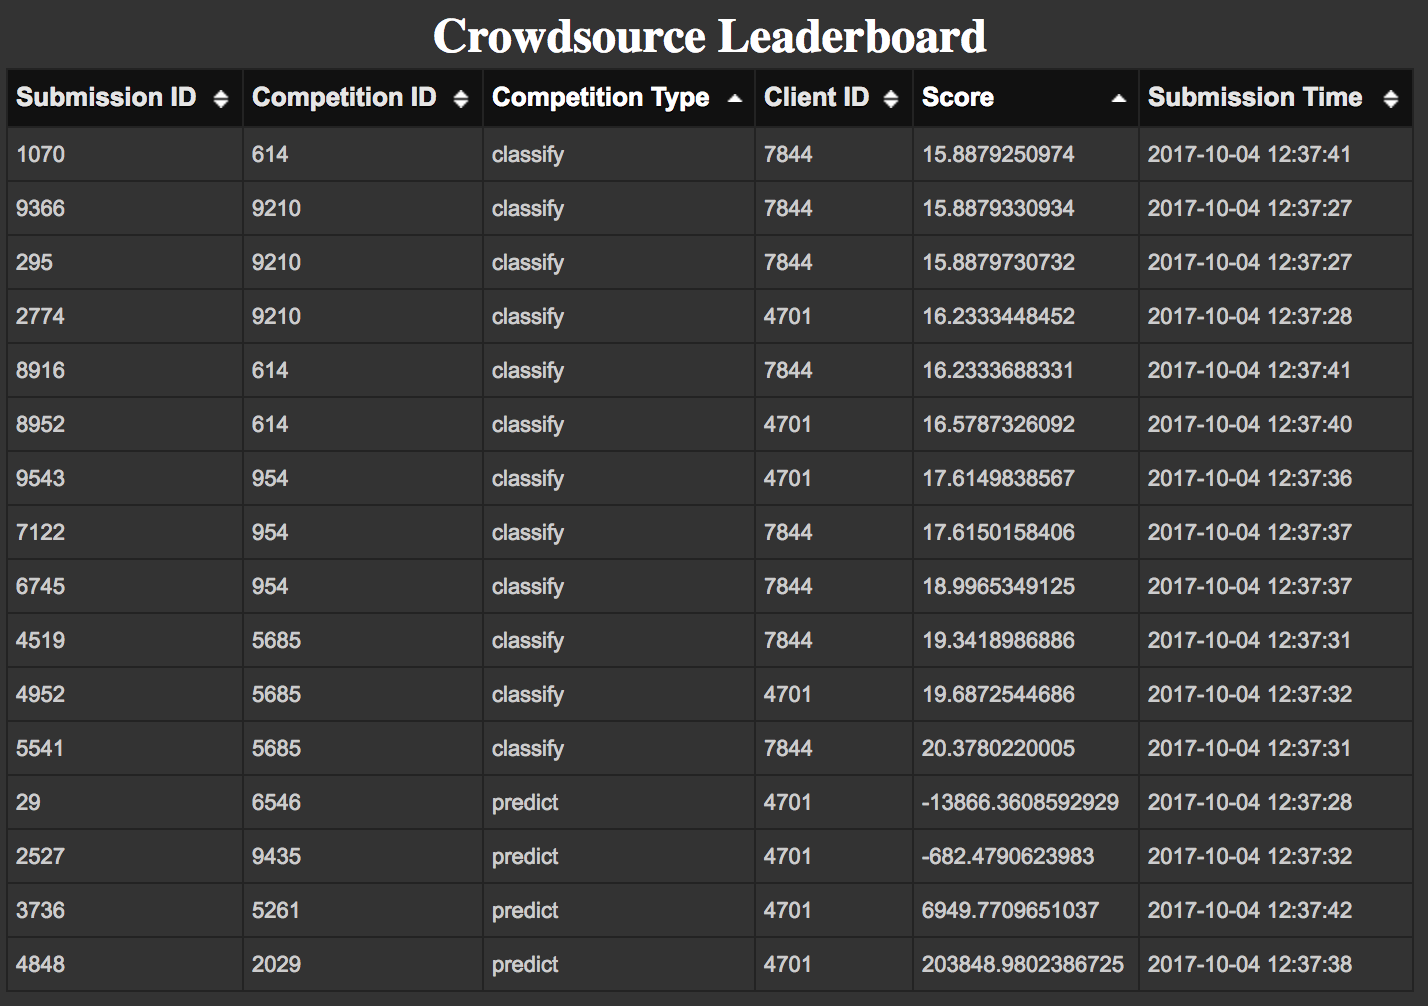 Crowdsource Leaderboard
Submission ID Competition ID Competition Type Client ID Score Submission Time
1070 614 classify 7844 15.8879250974 2017-10-04 12:37:41
9366 9210 classify 7844 15.8879330934 2017-10-04 12:37:27
295 9210 classify 7844 15.8879730732 2017-10-04 12:37:27
2774 9210 classify 4701 16.2333448452 2017-10-04 12:37:28
8916 614 classify 7844 16.2333688331 2017-10-04 12:37:41
8952 614 classify 4701 16.5787326092 2017-10-04 12:37:40
9543 954 classify 4701 17.6149838567 2017-10-04 12:37:36
7122 954 classify 7844 17.6150158406 2017-10-04 12:37:37
6745 954 classify 7844 18.9965349125 2017-10-04 12:37:37
4519 5685 classify 7844 19.3418986886 2017-10-04 12:37:31
4952 5685 classify 4701 19.6872544686 2017-10-04 12:37:32
5541 5685 classify 7844 20.3780220005 2017-10-04 12:37:31
29 6546 predict 4701 -13866.3608592929 2017-10-04 12:37:28
2527 9435 predict 4701 -682.4790623983 2017-10-04 12:37:32
3736 5261 predict 4701 6949.7709651037 2017-10-04 12:37:42
4848 2029 predict 4701 203848.9802386725 2017-10-04 12:37:38